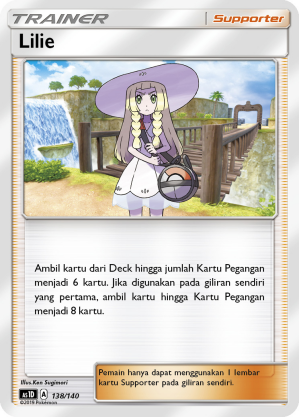 TRAINER Supporter
Lilie
Ambil kartu dari Deck hingga jumlah Kartu Pegangan
menjadi 6 kartu. Jika digunakan pada giliran sendiri
yang pertama, ambil kartu hingga Kartu Pegangan
menjadi 8 kartu.
Illus.Ken Sugimori
AS1D A 138/140
©2019 Pokémon
Pemain hanya dapat menggunakan 1 lembar
kartu Supporter pada giliran sendiri.